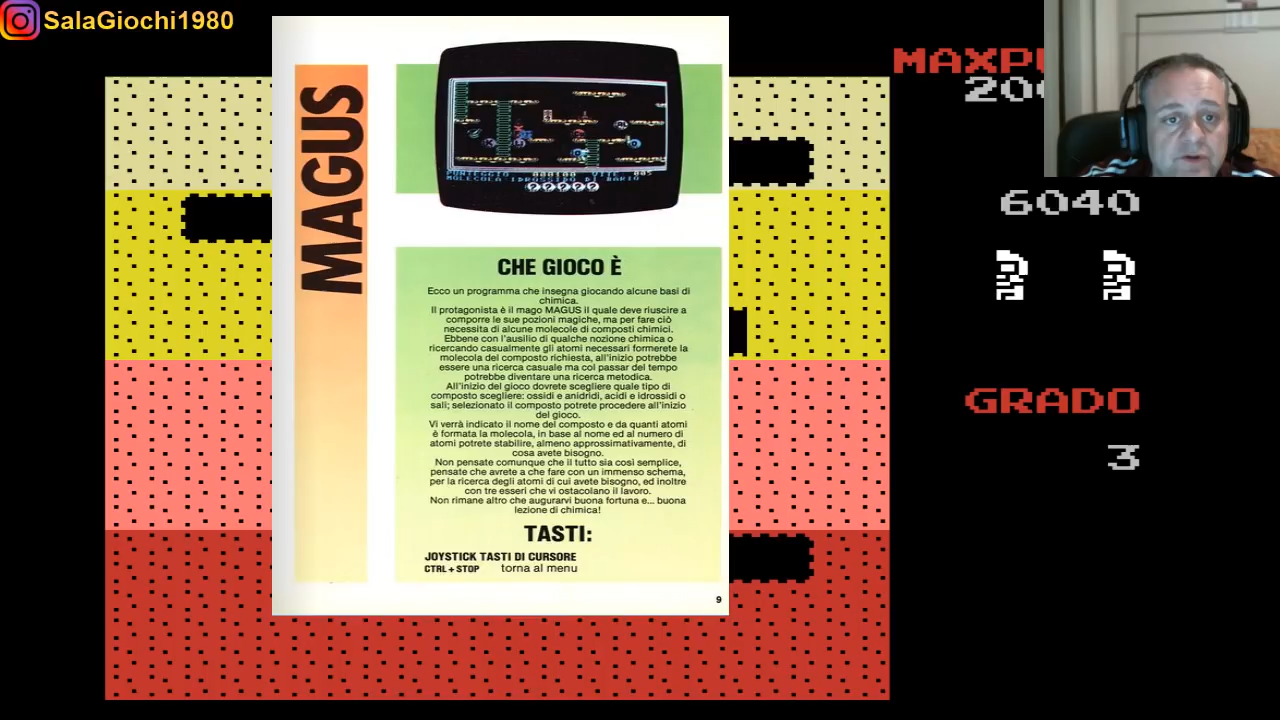 SalaGiochi1980
MAGUS
PUNTEGGIO 000100 VITE 005
MOLECOLA IDROSSIDO DI BARIO
?????
CHE GIOCO È
Ecco un programma che insegna giocando alcune basi di
chimica.
Il protagonista è il mago MAGUS il quale deve riuscire a
comporre le sue pozioni magiche, ma per fare ciò
necessita di alcune molecole di composti chimici.
Ebbene con l'ausilio di qualche nozione chimica o
ricercando casualmente gli atomi necessari formerete la
molecola del composto richiesta, all'inizio potrebbe
essere una ricerca casuale ma col passar del tempo
potrebbe diventare una ricerca metodica.
All'inizio del gioco dovrete scegliere quale tipo di
composto scegliere: ossidi e anidridi, acidi e idrossidi o
sali; selezionato il composto potrete procedere all'inizio
del gioco.
Vi verrà indicato il nome del composto e da quanti atomi
è formata la molecola, in base al nome ed al numero di
atomi potrete stabilire, almeno approssimativamente, di
cosa avete bisogno.
Non pensate comunque che il tutto sia così semplice,
pensate che avrete a che fare con un immenso schema,
per la ricerca degli atomi di cui avete bisogno, ed inoltre
con tre esseri che vi ostacolano il lavoro.
Non rimane altro che augurarvi buona fortuna e... buona
lezione di chimica!
TASTI:
JOYSTICK TASTI DI CURSORE
CTRL + STOP torna al menu
9
6040
GRADO
3